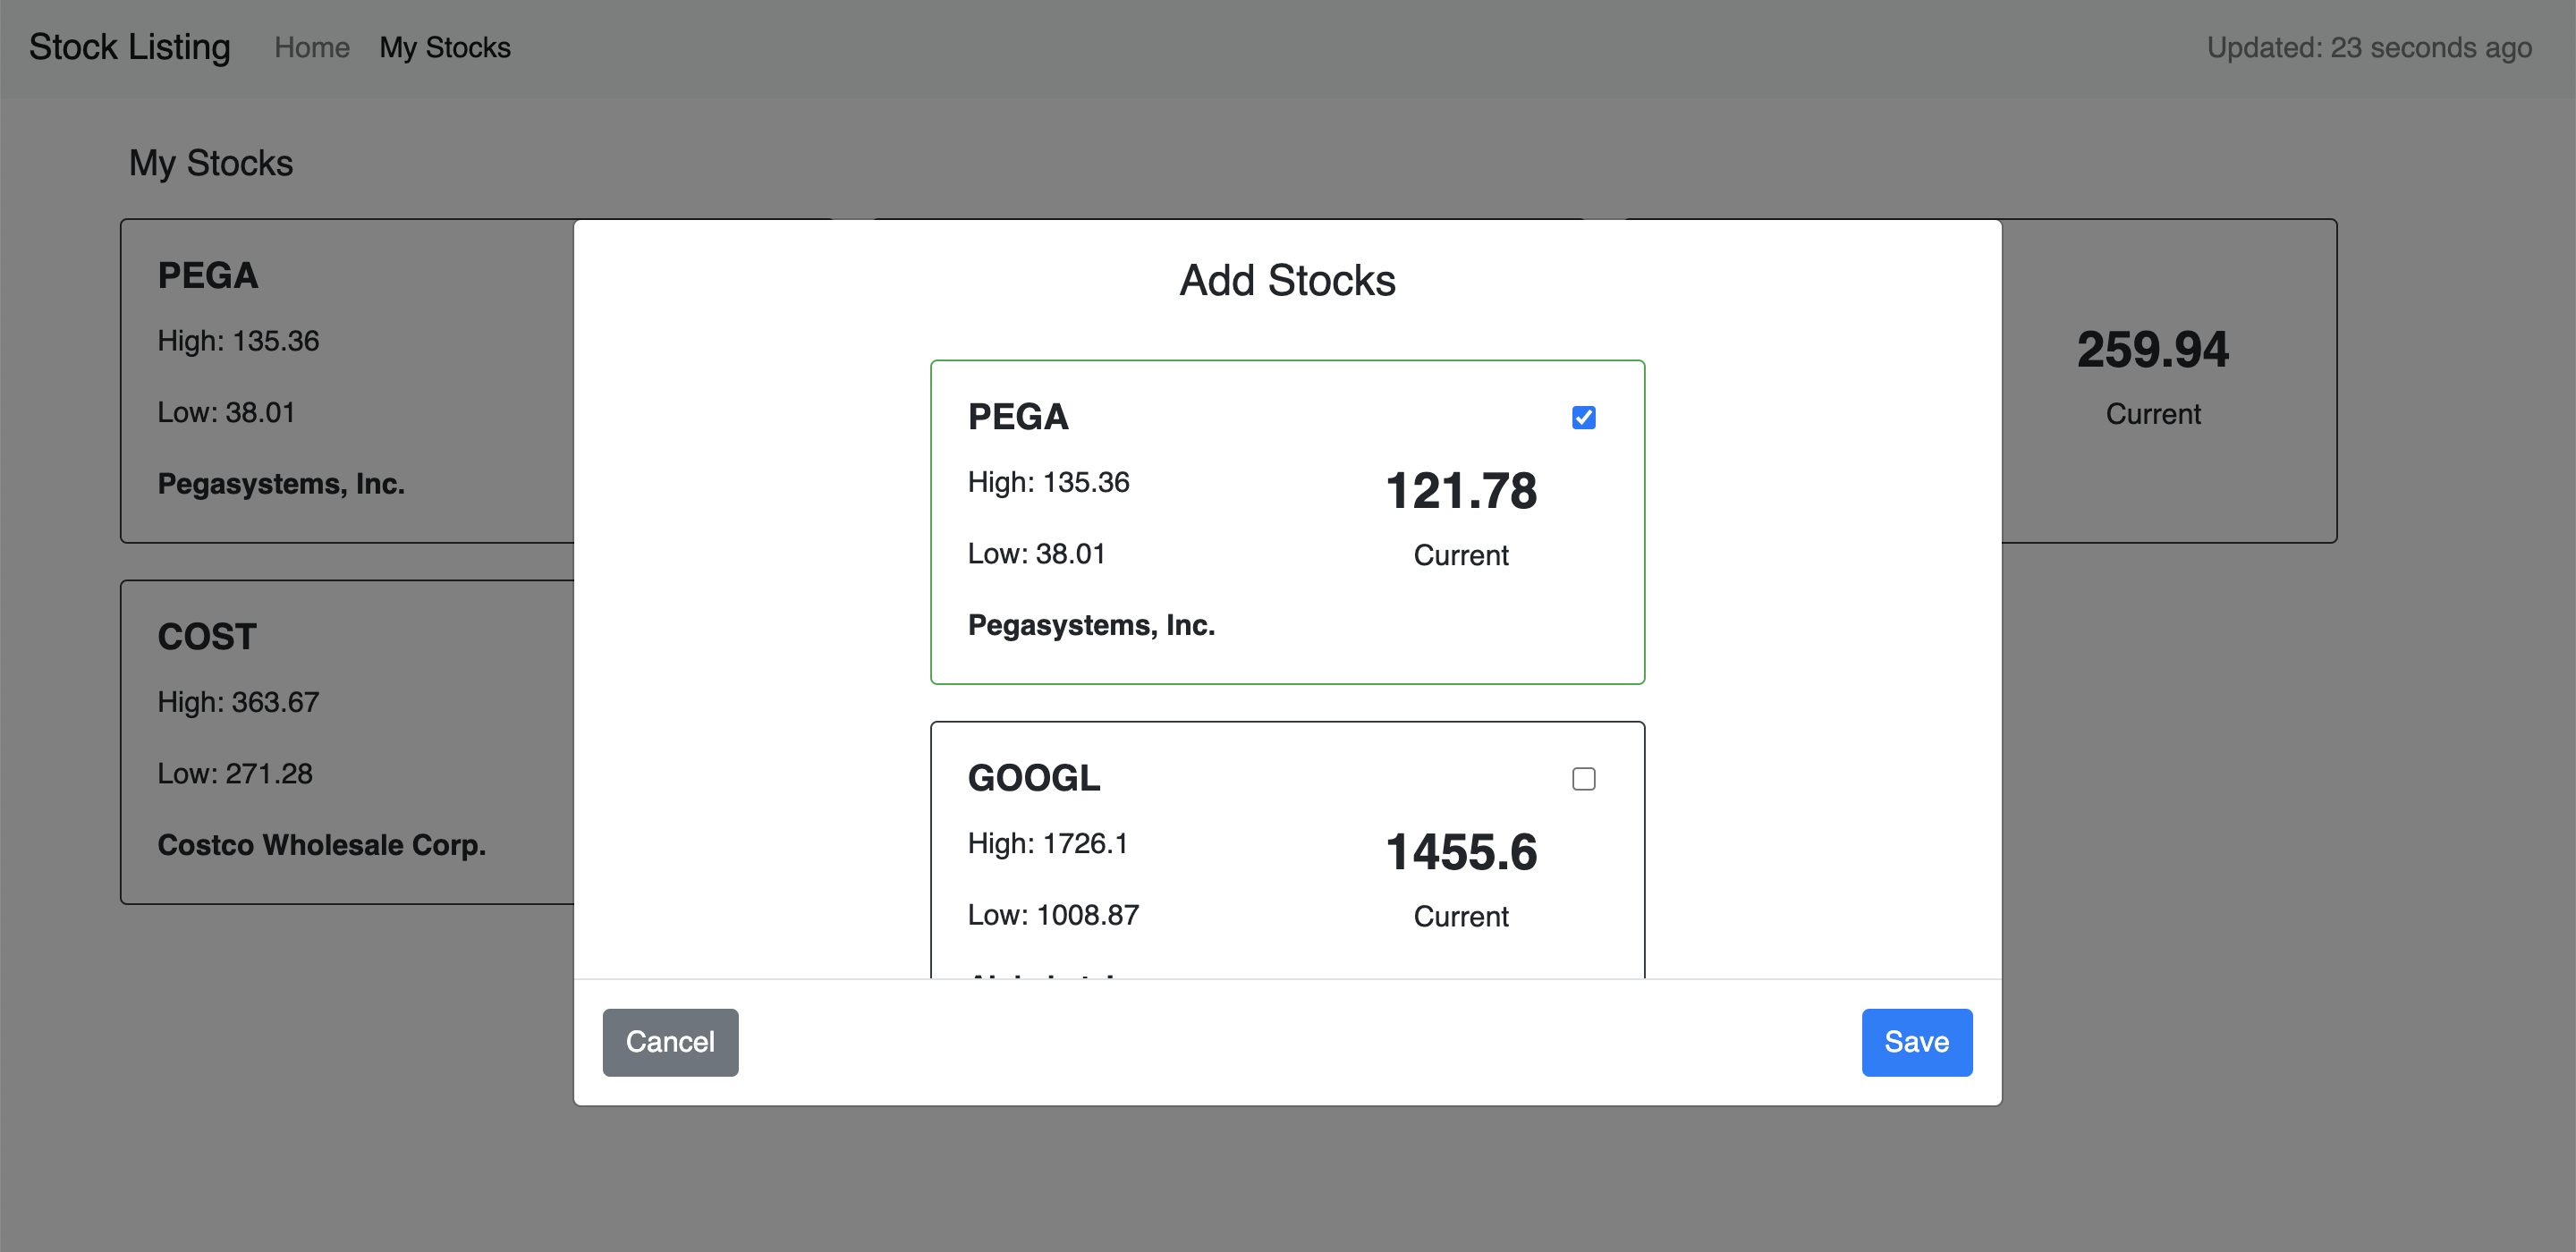 Stock Listing Home My Stocks Updated: 23 seconds ago
My Stocks
PEGA
High: 135.36
Low: 38.01
Pegasystems, Inc.
COST
High: 363.67
Low: 271.28
Costco Wholesale Corp.
259.94
Current
Add Stocks
PEGA
High: 135.36
121.78
Low: 38.01
Current
Pegasystems, Inc.
GOOGL
High: 1726.1
1455.6
Low: 1008.87
Current
Cancel Save